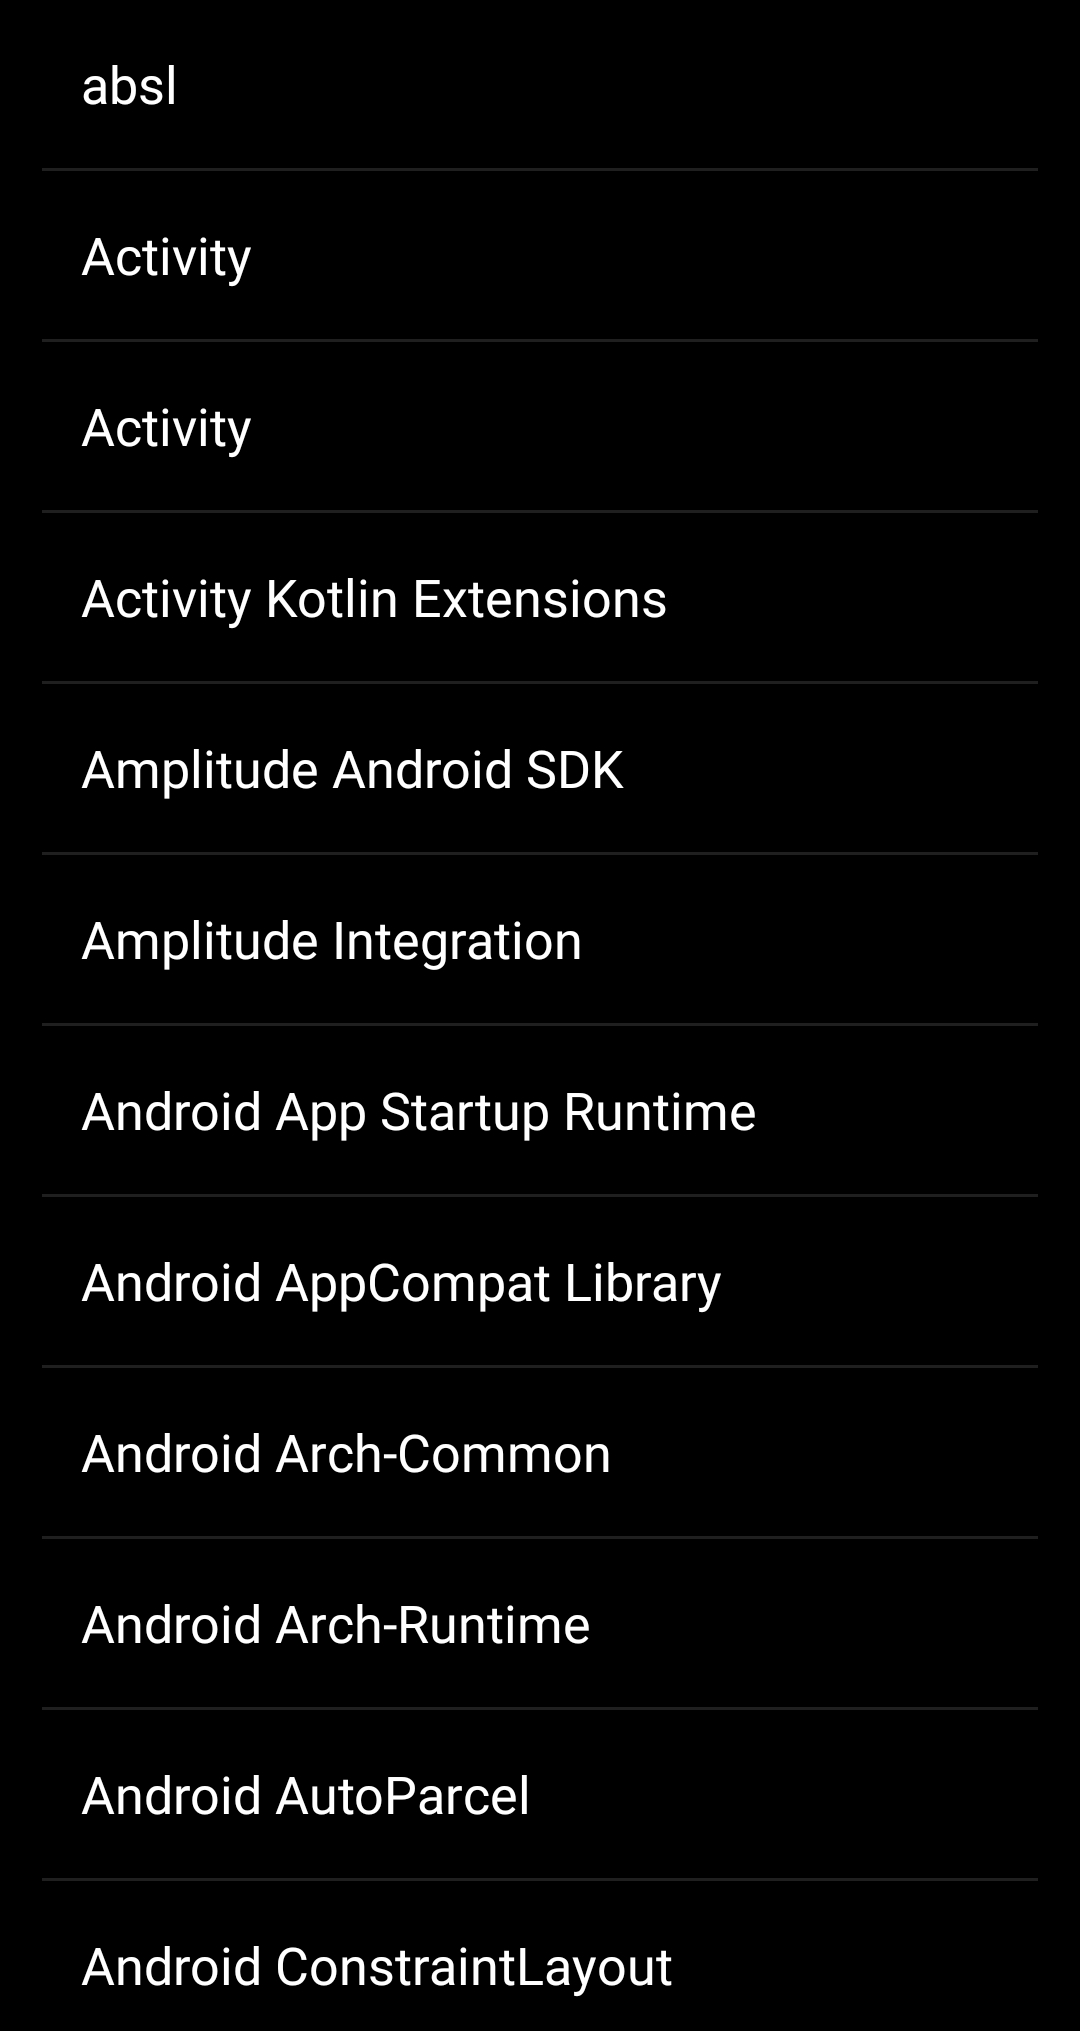 absl
Activity
Activity
Activity Kotlin Extensions
Amplitude Android SDK
Amplitude Integration
Android App Startup Runtime
Android AppCompat Library
Android Arch-Common
Android Arch-Runtime
Android AutoParcel
Android ConstraintLayout